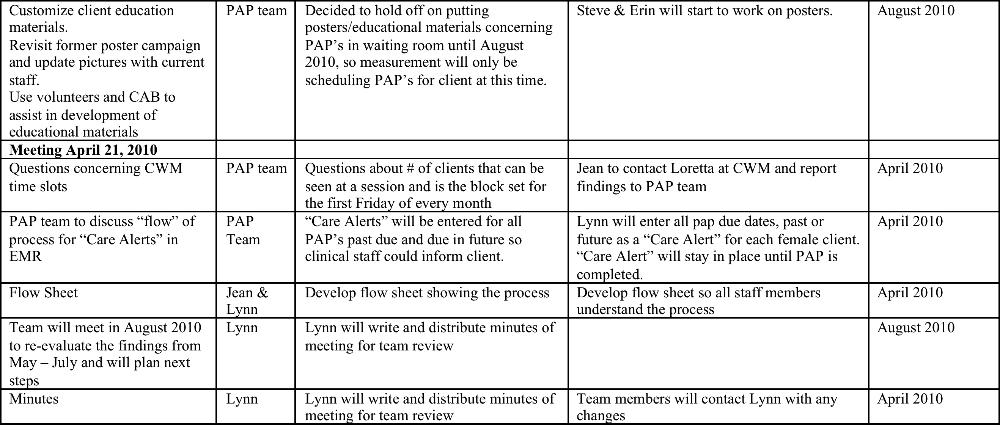 Customize client education
materials.
Revisit former poster campaign
and update pictures with current
staff.
Use volunteers and CAB to
assist in development of
educational materials
PAP team
Decided to hold off on putting
posters/educational materials concerning
PAP’s in waiting room until August
2010, so measurement will only be
scheduling PAP’s for client at this time.
Steve & Erin will start to work on posters.
August 2010
Meeting April 21, 2010
Questions concerning CWM
time slots
PAP team
Questions about # of clients that can be
seen at a session and is the block set for
the first Friday of every month
Jean to contact Loretta at CWM and report
findings to PAP team
April 2010
PAP team to discuss “flow” of
process for “Care Alerts” in
EMR
PAP
Team
“Care Alerts” will be entered for all
PAP’s past due and due in future so
clinical staff could inform client.
Lynn will enter all pap due dates, past or
future as a “Care Alert” for each female client.
“Care Alert” will stay in place until PAP is
completed.
April 2010
Flow Sheet
Jean &
Lynn
Develop flow sheet showing the process
Develop flow sheet so all staff members
understand the process
April 2010
Team will meet in August 2010
to re-evaluate the findings from
May – July and will plan next
steps
Lynn
Lynn will write and distribute minutes of
meeting for team review
August 2010
Minutes
Lynn
Lynn will write and distribute minutes of
meeting for team review
Team members will contact Lynn with any
changes
April 2010